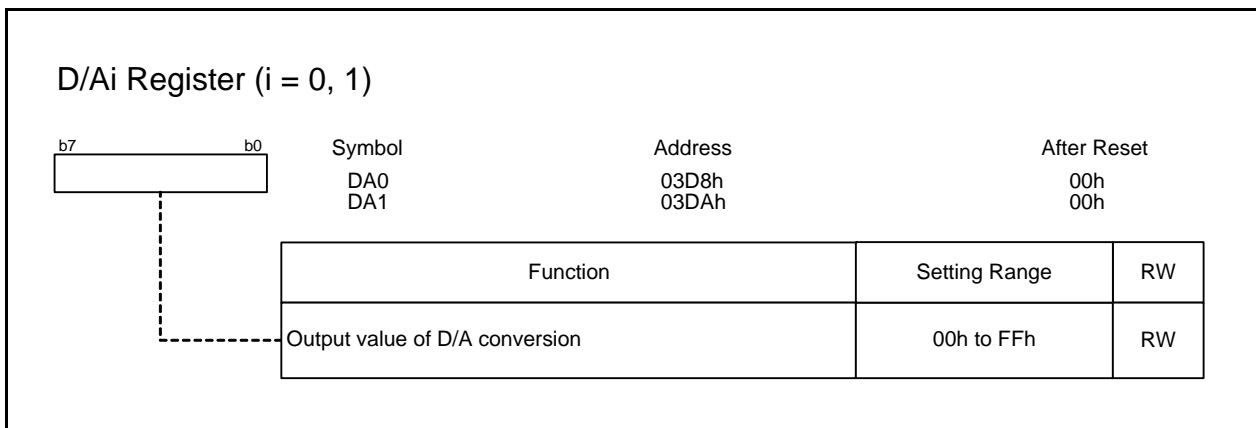 D/Ai Register (i = 0, 1)
b7 b0 Symbol Address After Reset
DA0 03D8h 00h
DA1 03DAh 00h
Function Setting Range RW
Output value of D/A conversion 00h to FFh RW